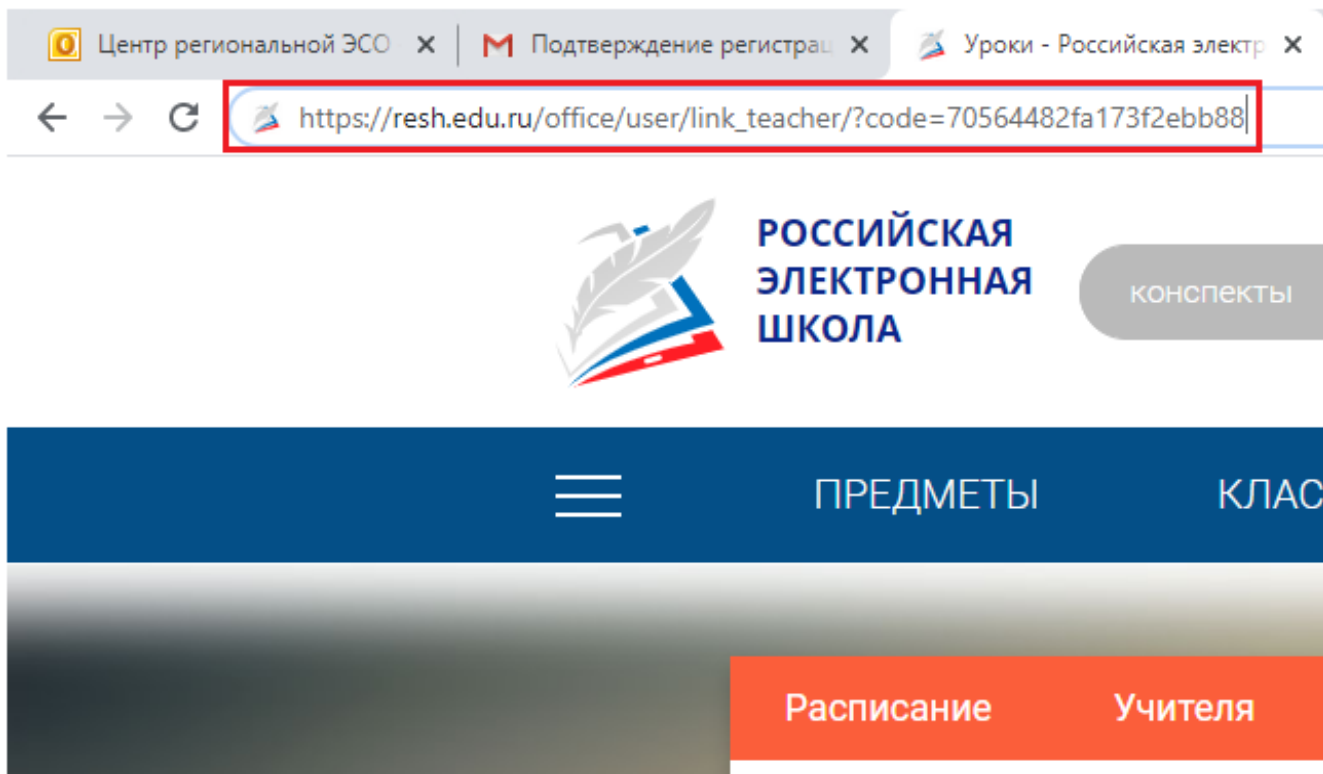 Центр региональной ЭСО
Подтверждение регистрац
Уроки - Российская электр
https://resh.edu.ru/office/user/link_teacher/?code=70564482fa173f2ebb88
РОССИЙСКАЯ
ЭЛЕКТРОННАЯ
ШКОЛА
конспекты
ПРЕДМЕТЫ КЛАС
Расписание Учителя